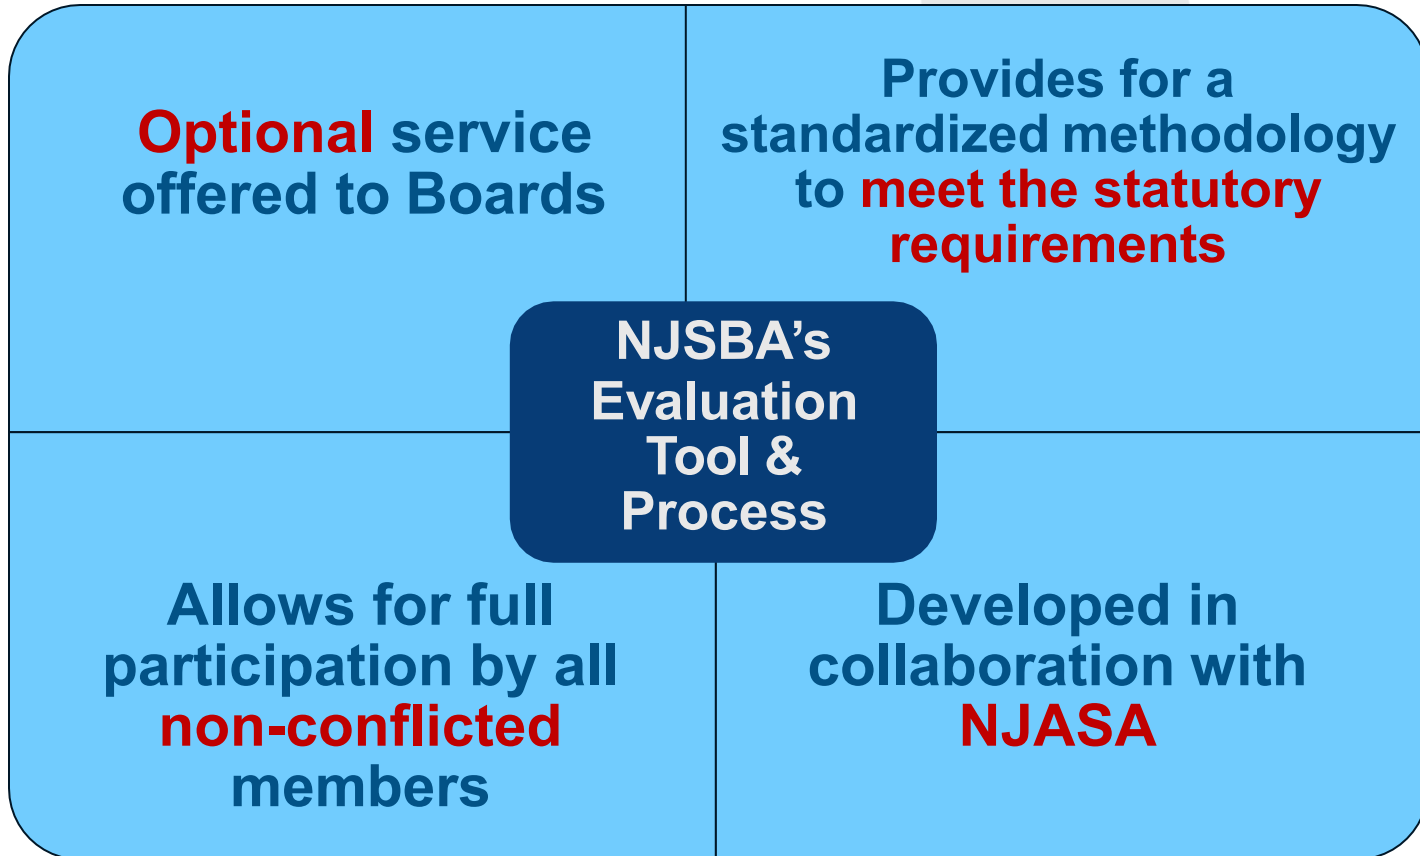 Optional service
offered to Boards
Provides for a
standardized methodology
to meet the statutory
requirements
NJSBA’s
Evaluation
Tool &
Process
Allows for full
participation by all
non-conflicted
members
Developed in
collaboration with
NJASA